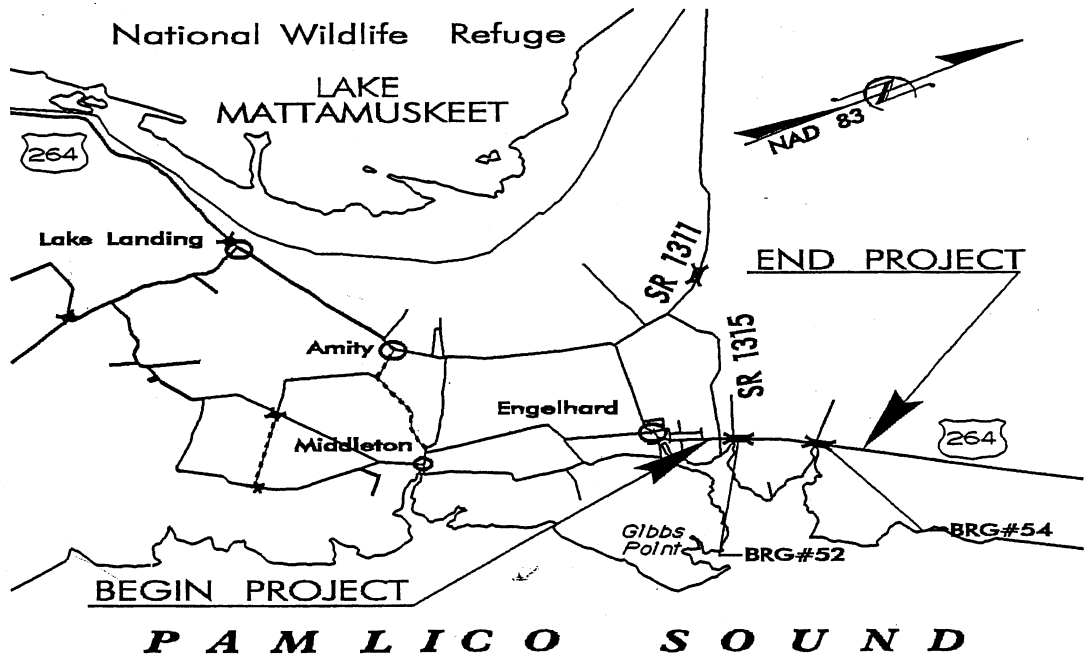 National Wildlife Refuge
LAKE
MATTAMUSKEET
NAD 83
264
Lake Landing
SR 1311
END PROJECT
SR 1315
Amity
Engelhard
264
Middleton
Gibbs
Point
BRG#54
BRG#52
BEGIN PROJECT
PAMLICO SOUND